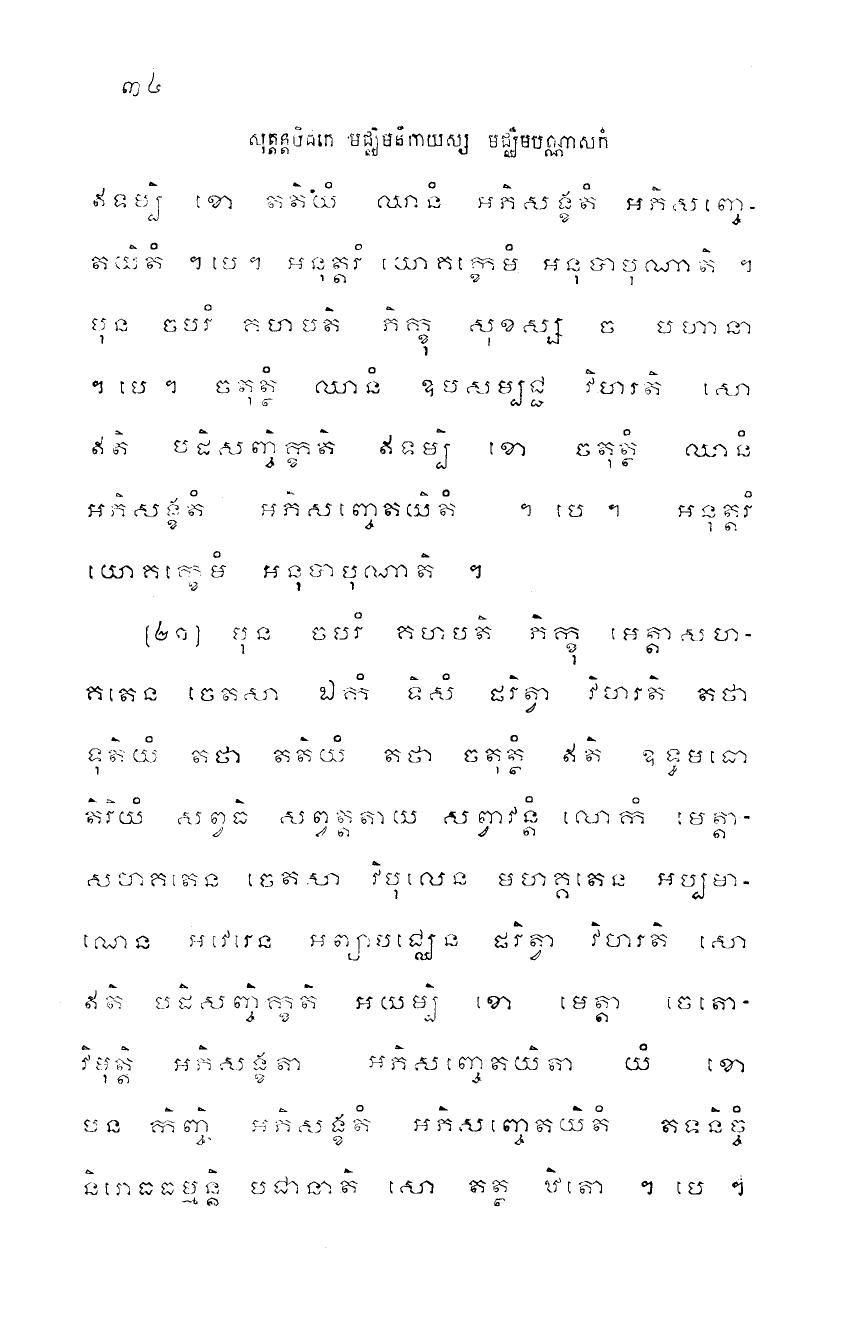 ៣៤
សុត្តន្តបិដកេ មជ្ឈិមនិកាយស្ស មជ្ឈិមបណ្ណាសកំ
ឥទម្បិ ខោ តតិយំ ឈានំ អភិសង្ខតំ អភិសញ្ចេ-
តយិតំ ។បេ។ អនុត្តរំ យោគក្ខេមំ អនុបាបុណាតិ ។
បុន ចបរំ គហបតិ ភិក្ខុ សុខស្ស ច បហានា
។ បេ ។ ចតុត្ថំ ឈានំ ឧបសម្បជ្ជ វិហរតិ សោ
ឥតិ បដិសញ្ចិក្ខតិ ឥទម្បិ ខោ ចតុត្ថំ ឈានំ
អភិសង្ខតំ អភិសញ្ចេតយិតំ ។ បេ ។ អនុត្តរំ
យោគក្ខេមំ អនុបាបុណាតិ ។
[២០] បុន ចបរំ គហបតិ ភិក្ខុ មេត្តាសហ-
គតេន ចេតសា ឯកំ ទិសំ ផរិត្វា វិហរតិ តថា
ទុតិយំ តថា តតិយំ តថា ចតុត្ថំ ឥតិ ឧទ្ធមធោ
តិរិយំ សព្វធិ សព្វត្តតាយ សព្វាវន្តំ លោកំ មេត្តា-
សហគតេន ចេតសា វិបុលេន មហគ្គតេន អប្បមា-
ណេន អវេរេន អព្យាបជ្ឈេន ផរិត្វា វិហរតិ សោ
ឥតិ បដិសញ្ចិក្ខតិ អយម្បិ ខោ មេត្តា ចេតោ-
វិមុត្តិ អភិសង្ខតា អភិសញ្ចេតយិតា យំ ខោ
បន កិញ្ចិ អភិសង្ខតំ អភិសញ្ចេតយិតំ តទនិច្ចំ
និរោធធម្មន្តិ បជានាតិ សោ តត្ថ ឋិតោ ។ បេ ។